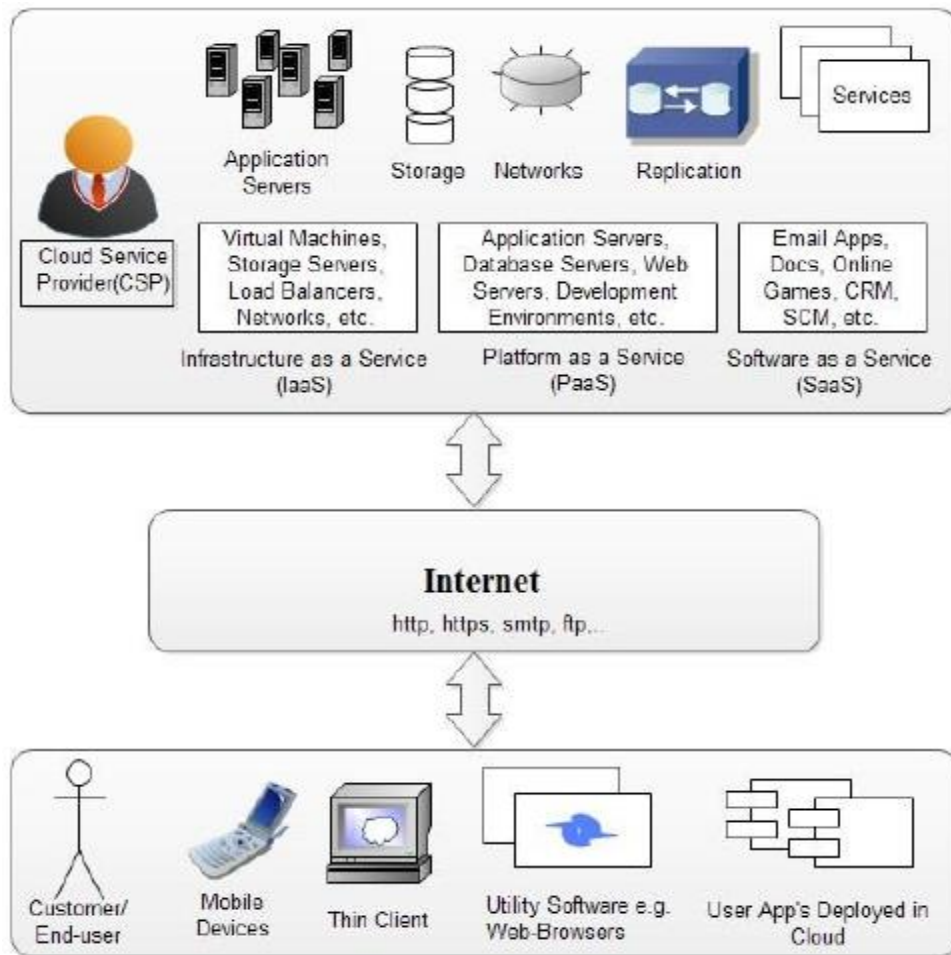 Services
Application
Servers
Storage
Networks
Replication
Cloud Service
Provider(CSP)
Virtual Machines,
Storage Servers,
Load Balancers,
Networks, etc.
Infrastructure as a Service
(IaaS)
Application Servers,
Database Servers, Web
Servers, Development
Environments, etc.
Platform as a Service
(PaaS)
Email Apps,
Docs, Online
Games, CRM,
SCM, etc.
Software as a Service
(SaaS)
Internet
http, https, smtp, ftp,..
Customer/
End-user
Mobile
Devices
Thin Client
Utility Software e.g.
Web-Browsers
User App's Deployed in
Cloud